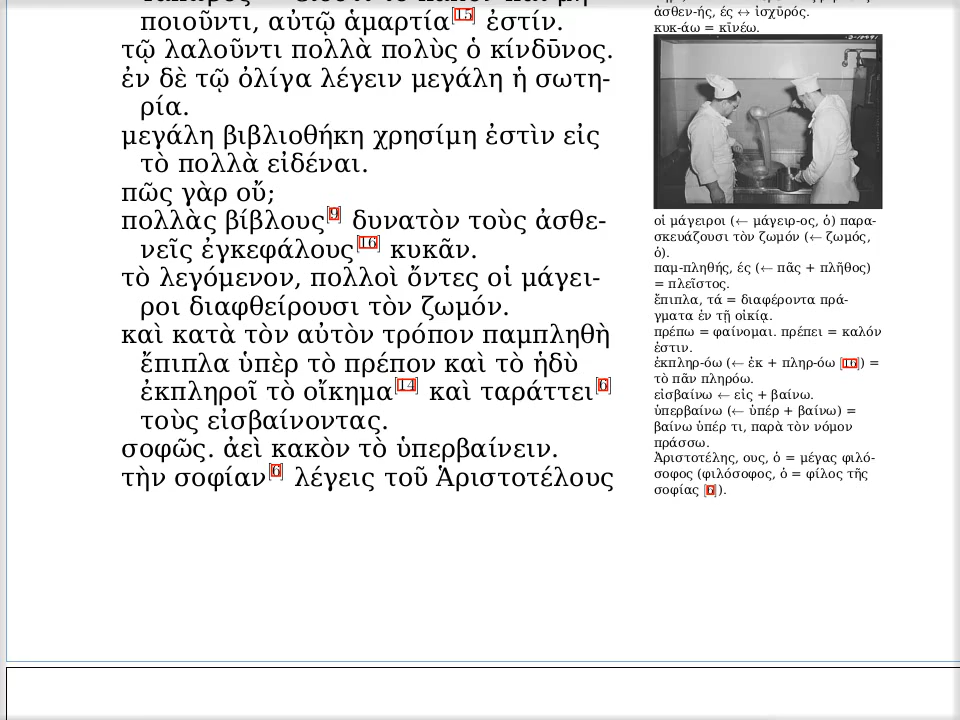 ποιοῦντι, αὐτῷ ἁμαρτία[15] ἐστίν.
τῷ λαλοῦντι πολλὰ πολὺς ὁ κίνδῡνος.
ἐν δὲ τῷ ὀλίγα λέγειν μεγάλη ἡ σωτη-
ρία.
μεγάλη βιβλιοθήκη χρησίμη ἐστὶν εἰς
τὸ πολλὰ εἰδέναι.
πῶς γὰρ οὔ;
πολλὰς βίβλους[9] δυνατὸν τοὺς ἀσθε-
νεῖς ἐγκεφάλους[16] κυκᾶν.
τὸ λεγόμενον, πολλοὶ ὄντες οἱ μάγει-
ροι διαφθείρουσι τὸν ζωμόν.
καὶ κατὰ τὸν αὐτὸν τρόπον παμπληθῆ
ἔπιπλα ὑπὲρ τὸ πρέπον καὶ τὸ ἡδὺ
ἐκπληροῖ τὸ οἴκημα[14] καὶ ταράττει[6]
τοὺς εἰσβαίνοντας.
σοφῶς. ἀεὶ κακὸν τὸ ὑπερβαίνειν.
τὴν σοφίαν[6] λέγεις τοῦ Ἀριστοτέλους
ἀσθεν-ής, ές ↔ ἰσχῡρός.
κυκ-άω = κῑνέω.
οἱ μάγειροι (← μάγειρ-ος, ὁ) παρα-
σκευάζουσι τὸν ζωμόν (← ζωμός,
ὁ).
παμ-πληθής, ές (← πᾶς + πλῆθος)
= πλεῖστος.
ἔπιπλα, τά = διαφέροντα πρά-
γματα ἐν τῇ οἰκίᾳ.
πρέπω = φαίνομαι. πρέπει = καλόν
ἐστιν.
ἐκπληρ-όω (← ἐκ + πληρ-όω [16]) =
τὸ πᾶν πληρόω.
εἰσβαίνω ← εἰς + βαίνω.
ὑπερβαίνω (← ὑπέρ + βαίνω) =
βαίνω ὑπέρ τι, παρὰ τὸν νόμον
πράσσω.
Ἀριστοτέλης, ους, ὁ = μέγας φιλό-
σοφος (φιλόσοφος, ὁ = φίλος τῆς
σοφίας [6]).